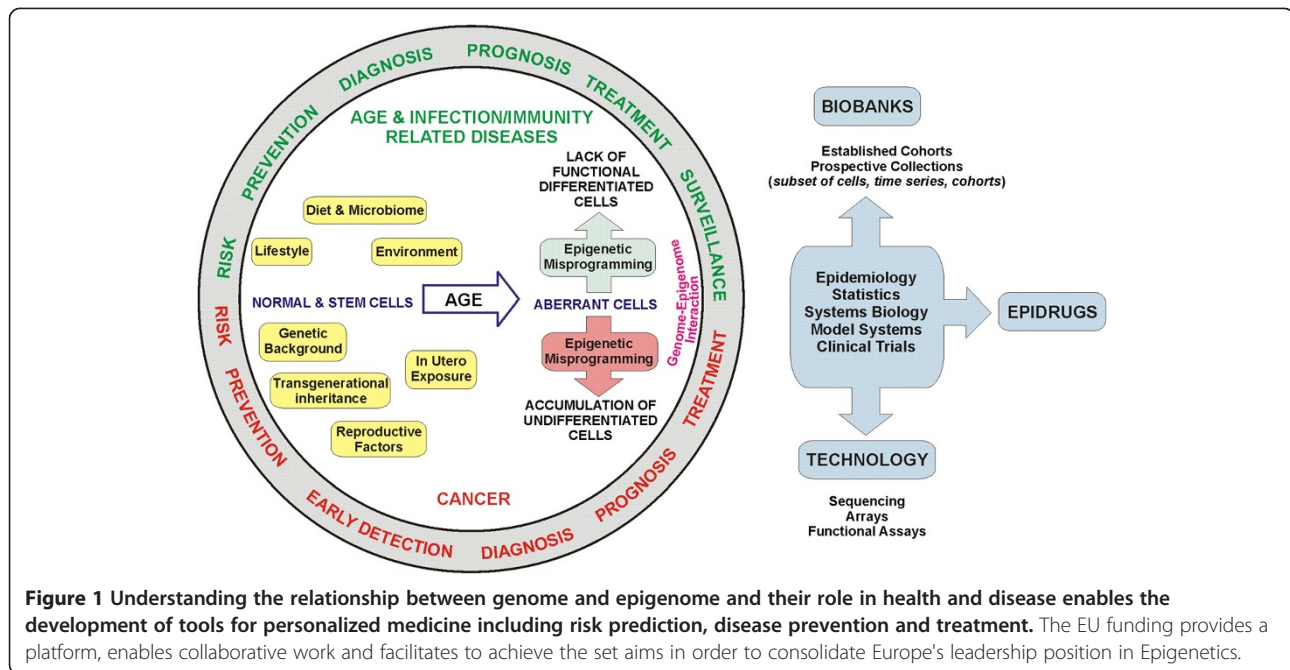 RISK PREVENTION DIAGNOSIS PROGNOSIS TREATMENT SURVEILLANCE
AGE & INFECTION/IMMUNITY
RELATED DISEASES
LACK OF
FUNCTIONAL
DIFFERENTIATED
CELLS
Diet & Microbiome
Lifestyle
Environment
Epigenetic
Misprogramming
NORMAL & STEM CELLS
AGE
ABERRANT CELLS
Genome-Epigenome
Interaction
Genetic
Background
In Utero
Exposure
Epigenetic
Misprogramming
Transgenerational
inheritance
Reproductive
Factors
ACCUMULATION OF
UNDIFFERENTIATED
CELLS
CANCER
RISK PREVENTION EARLY DETECTION DIAGNOSIS PROGNOSIS TREATMENT
BIOBANKS
Established Cohorts
Prospective Collections
(subset of cells, time series, cohorts)
Epidemiology
Statistics
Systems Biology
Model Systems
Clinical Trials
EPIDRUGS
TECHNOLOGY
Sequencing
Arrays
Functional Assays
Figure 1 Understanding the relationship between genome and epigenome and their role in health and disease enables the
development of tools for personalized medicine including risk prediction, disease prevention and treatment. The EU funding provides a
platform, enables collaborative work and facilitates to achieve the set aims in order to consolidate Europe's leadership position in Epigenetics.